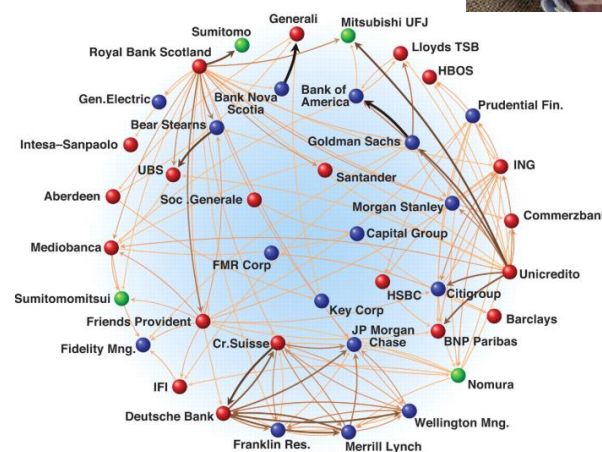 Generali
Sumitomo
Mitsubishi UFJ
Royal Bank Scotland
Lloyds TSB
HBOS
Gen.Electric
Bank Nova
Scotia
Bank of
America
Prudential Fin.
Bear Stearns
Goldman Sachs
Intesa–Sanpaolo
UBS
Santander
ING
Aberdeen
Soc .Generale
Morgan Stanley
Commerzbank
Capital Group
Mediobanca
FMR Corp
Unicredito
HSBC
Citigroup
Sumitomomitsui
Key Corp
Barclays
Friends Provident
JP Morgan
Chase
BNP Paribas
Fidelity Mng.
Cr.Suisse
IFI
Nomura
Deutsche Bank
Wellington Mng.
Franklin Res.
Merrill Lynch